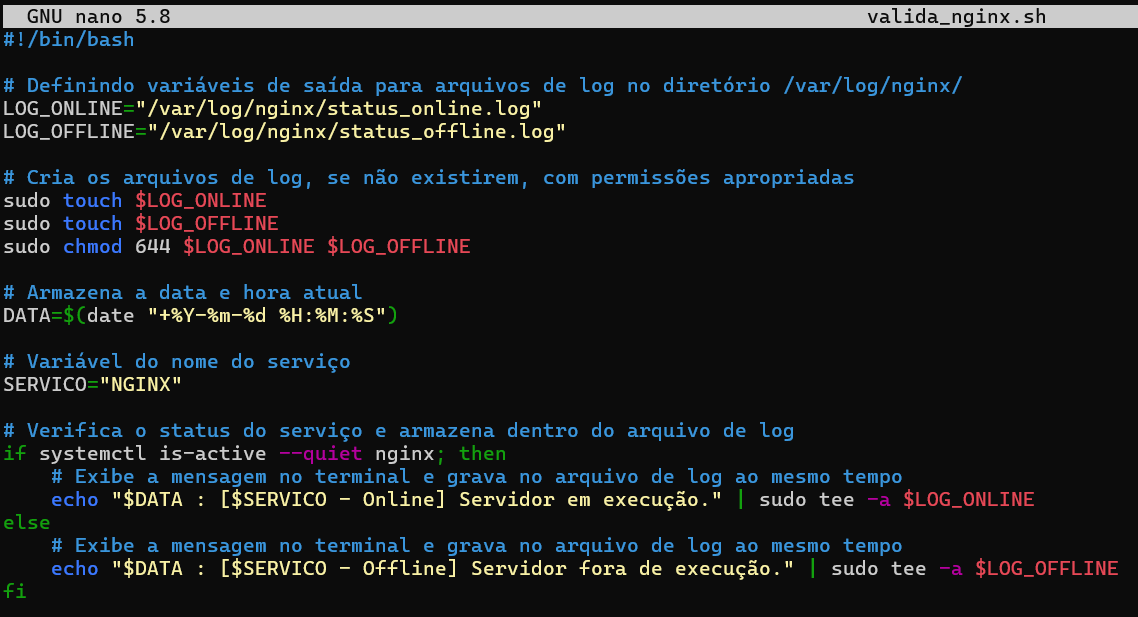 GNU nano 5.8 valida_nginx.sh
#!/bin/bash
# Definindo variáveis de saída para arquivos de log no diretório /var/log/nginx/
LOG_ONLINE="/var/log/nginx/status_online.log"
LOG_OFFLINE="/var/log/nginx/status_offline.log"
# Cria os arquivos de log, se não existirem, com permissões apropriadas
sudo touch $LOG_ONLINE
sudo touch $LOG_OFFLINE
sudo chmod 644 $LOG_ONLINE $LOG_OFFLINE
# Armazena a data e hora atual
DATA=$(date "+%Y-%m-%d %H:%M:%S")
# Variável do nome do serviço
SERVICO="NGINX"
# Verifica o status do serviço e armazena dentro do arquivo de log
if systemctl is-active --quiet nginx; then
    # Exibe a mensagem no terminal e grava no arquivo de log ao mesmo tempo
    echo "$DATA : [$SERVICO - Online] Servidor em execução." | sudo tee -a $LOG_ONLINE
else
    # Exibe a mensagem no terminal e grava no arquivo de log ao mesmo tempo
    echo "$DATA : [$SERVICO - Offline] Servidor fora de execução." | sudo tee -a $LOG_OFFLINE
fi